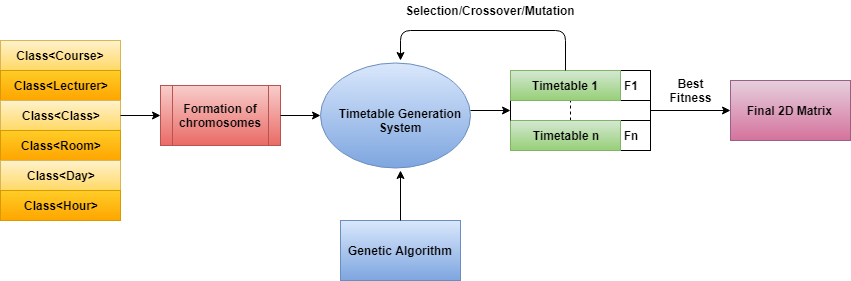 Selection/Crossover/Mutation
Class<Course>
Class<Lecturer>
Class<Class>
Class<Room>
Class<Day>
Class<Hour>
Formation of
chromosomes
Timetable Generation
System
Genetic Algorithm
Timetable 1 F1
Timetable n Fn
Best
Fitness
Final 2D Matrix